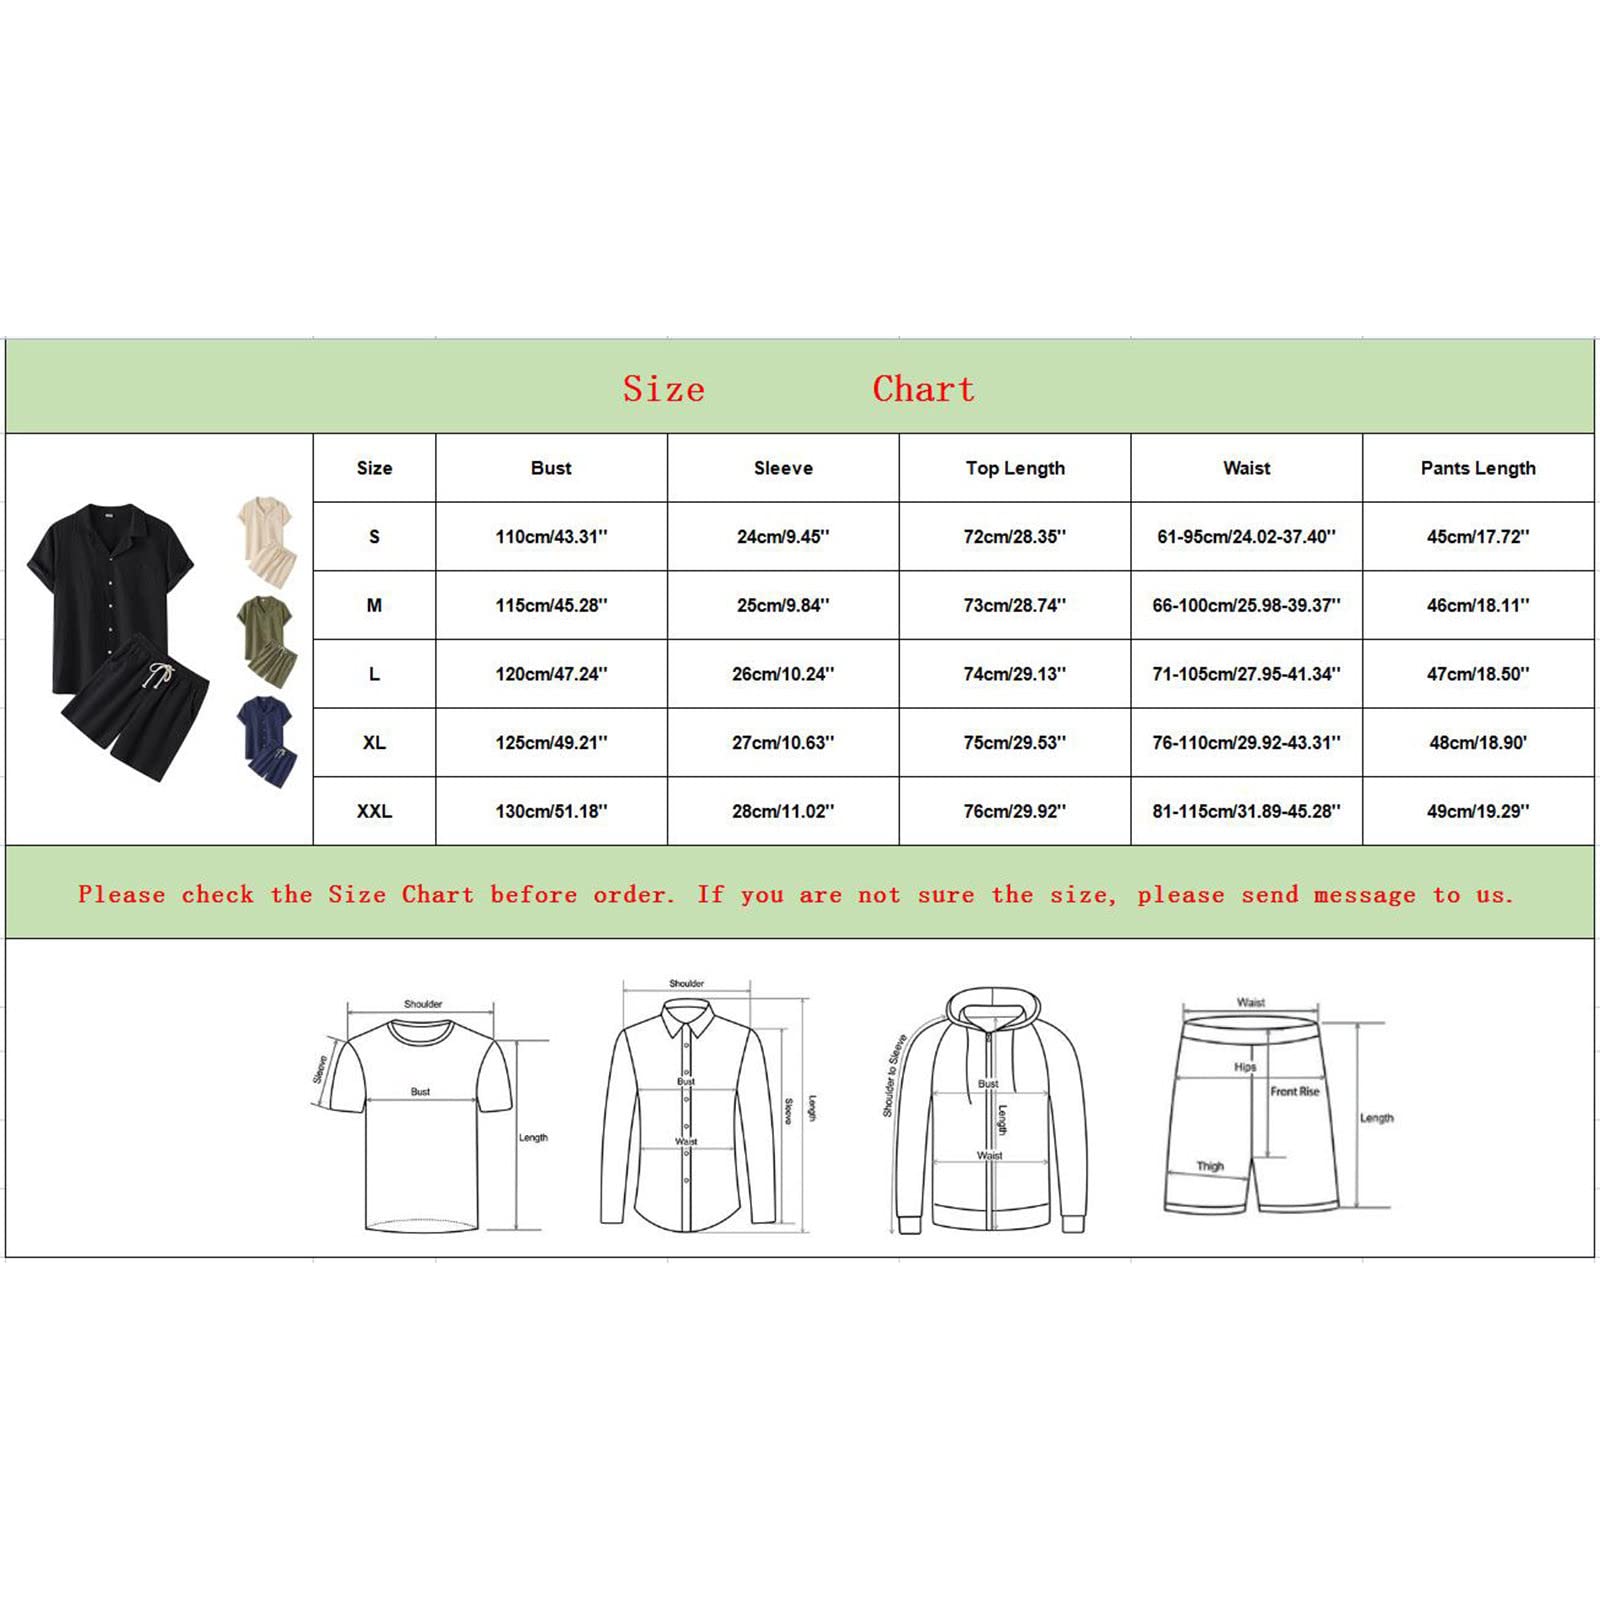 Size Chart
Size Bust Sleeve Top Length Waist Pants Length
S 110cm/43.31'' 24cm/9.45'' 72cm/28.35'' 61-95cm/24.02-37.40'' 45cm/17.72''
M 115cm/45.28'' 25cm/9.84'' 73cm/28.74'' 66-100cm/25.98-39.37'' 46cm/18.11''
L 120cm/47.24'' 26cm/10.24'' 74cm/29.13'' 71-105cm/27.95-41.34'' 47cm/18.50''
XL 125cm/49.21'' 27cm/10.63'' 75cm/29.53'' 76-110cm/29.92-43.31'' 48cm/18.90'
XXL 130cm/51.18'' 28cm/11.02'' 76cm/29.92'' 81-115cm/31.89-45.28'' 49cm/19.29''
Please check the Size Chart before order. If you are not sure the size, please send message to us.
Shoulder
Sleeve
Bust
Length
Shoulder
Bust
Waist
Sleeve
Length
Shoulder to Sleeve
Bust
Length
Waist
Waist
Hips
Front Rise
Length
Thigh